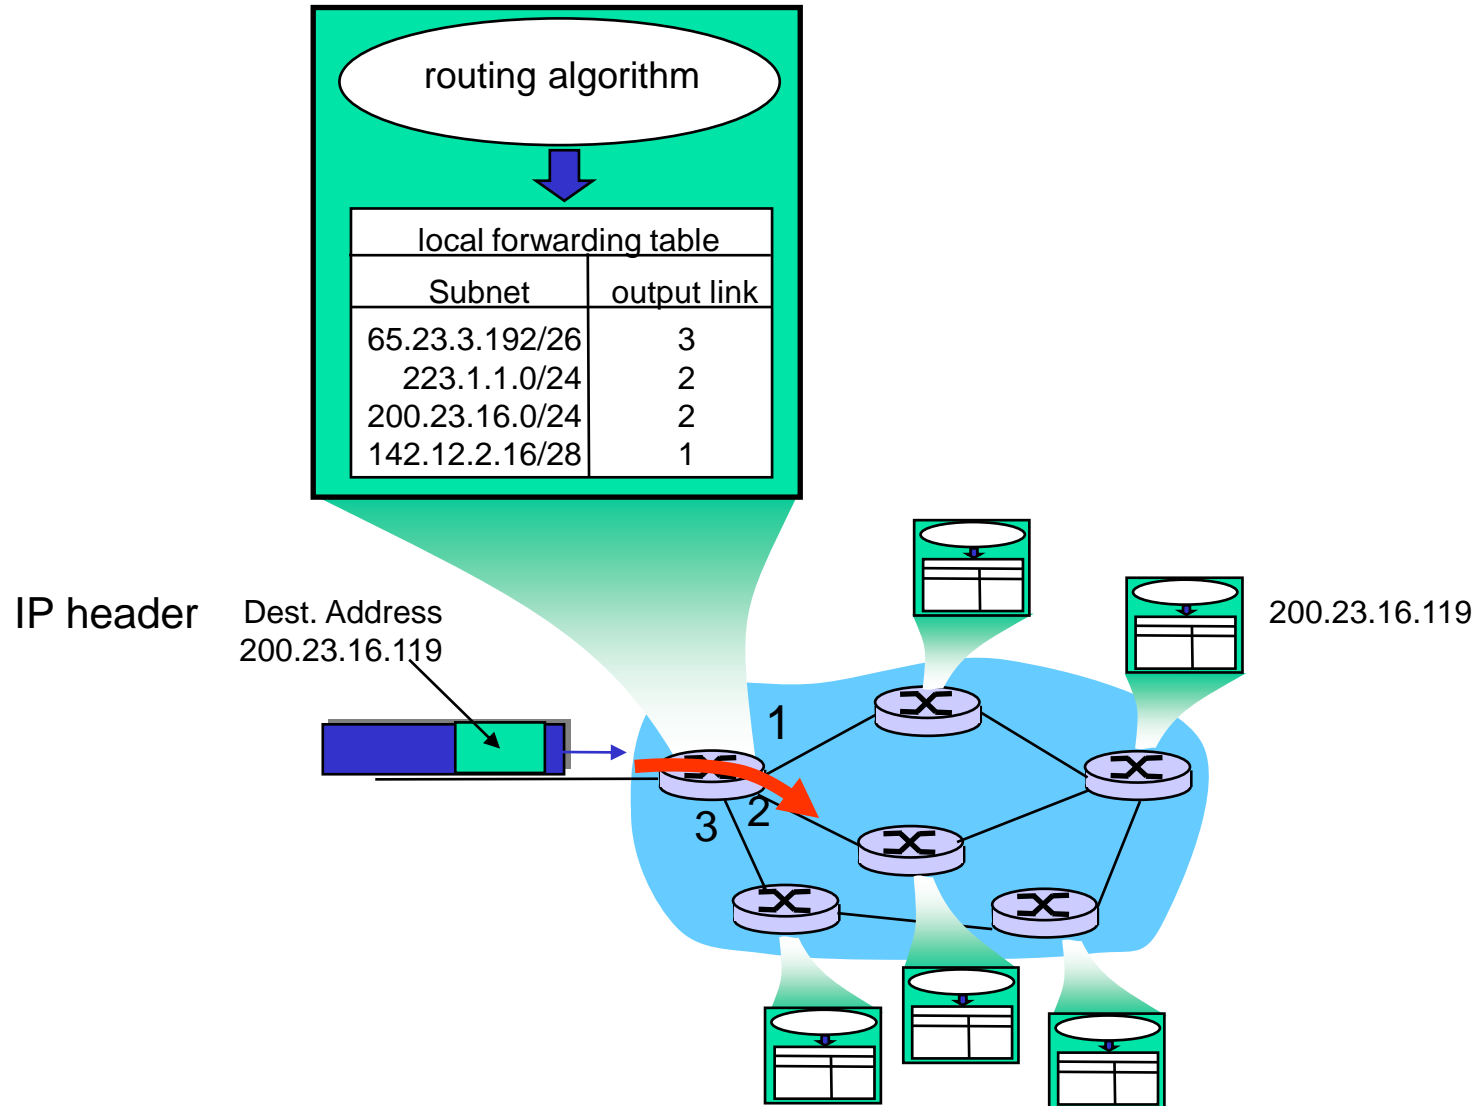 routing algorithm
local forwarding table
Subnet output link
65.23.3.192/26 3
223.1.1.0/24 2
200.23.16.0/24 2
142.12.2.16/28 1
IP header
Dest. Address
200.23.16.119
200.23.16.119
1
2
3